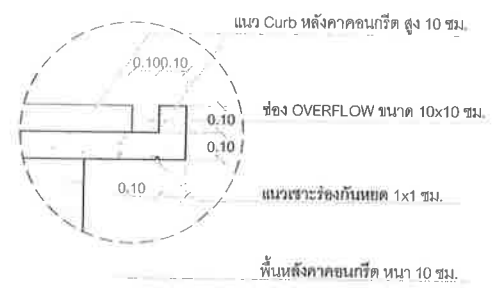 แนว Curb หลังคาคอนกรีต สูง 10 ซม.
0.10 0.10
ช่อง OVERFLOW ขนาด 10x10 ซม.
0.10
0.10
0.10
แนวเซาะร่องกันหยด 1x1 ซม.
พื้นหลังคาคอนกรีต หนา 10 ซม.